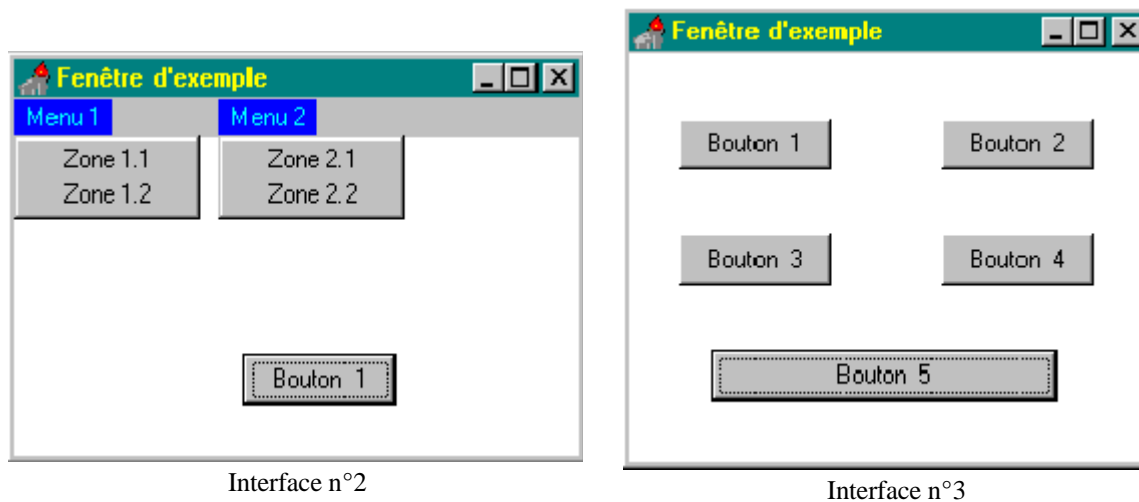 Fenêtre d'exemple
Menu 1 Menu 2
Zone 1.1 Zone 2.1
Zone 1.2 Zone 2.2
Bouton 1
Interface n°2
Fenêtre d'exemple
Bouton 1 Bouton 2
Bouton 3 Bouton 4
Bouton 5
Interface n°3